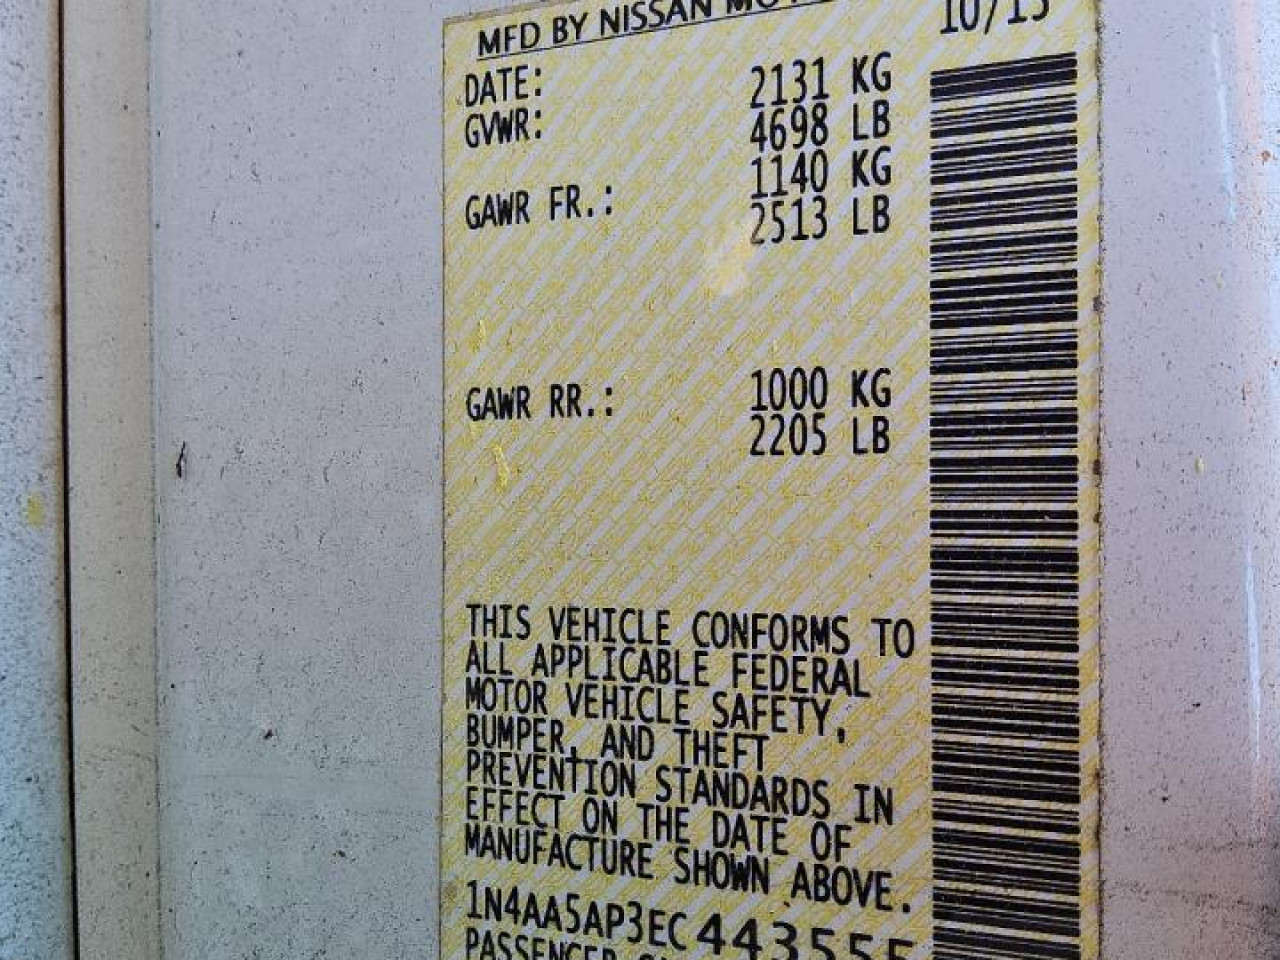 MFD BY NISSAN
10/13
DATE:
2131 KG
GVWR:
4698 LB
1140 KG
GAWR FR.:
2513 LB
GAWR RR.:
1000 KG
2205 LB
THIS VEHICLE CONFORMS TO
ALL APPLICABLE FEDERAL
MOTOR VEHICLE SAFETY,
BUMPER, AND THEFT
PREVENTION STANDARDS IN
EFFECT ON THE DATE OF
MANUFACTURE SHOWN ABOVE.
1N4AA5AP3EC443555
PASSENGER